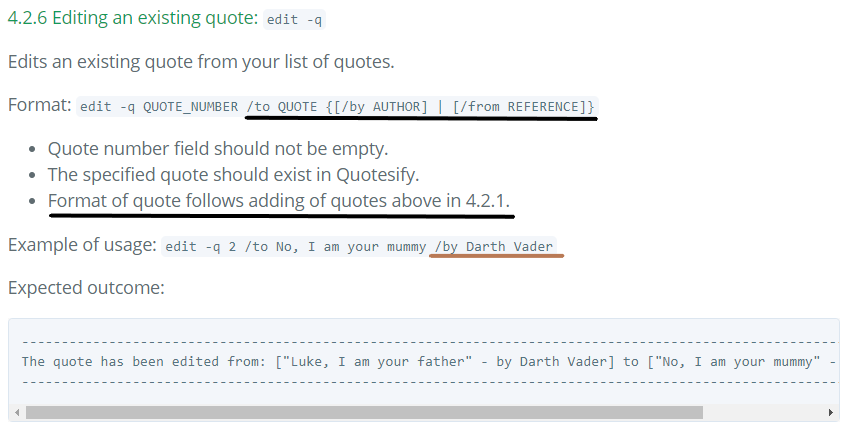 4.2.6 Editing an existing quote: edit -q
Edits an existing quote from your list of quotes.
Format: edit -q QUOTE_NUMBER /to QUOTE {[/by AUTHOR] | [/from REFERENCE]}
• Quote number field should not be empty.
• The specified quote should exist in Quotesify.
• Format of quote follows adding of quotes above in 4.2.1.
Example of usage: edit -q 2 /to No, I am your mummy /by Darth Vader
Expected outcome:
------------------------------------------------------------------------------------------------------
The quote has been edited from: ["Luke, I am your father" - by Darth Vader] to ["No, I am your mummy" -
------------------------------------------------------------------------------------------------------